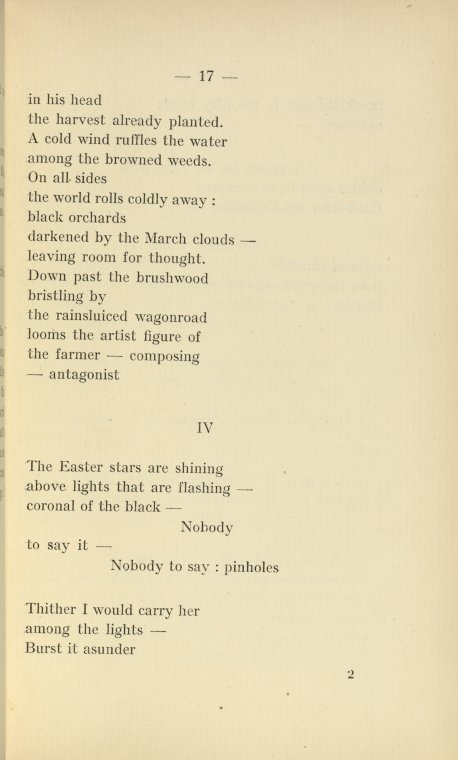 — 17 —
in his head
the harvest already planted.
A cold wind ruffles the water
among the browned weeds.
On all sides
the world rolls coldly away :
black orchards
darkened by the March clouds —
leaving room for thought.
Down past the brushwood
bristling by
the rainsluiced wagonroad
looms the artist figure of
the farmer — composing
— antagonist
IV
The Easter stars are shining
above lights that are flashing —
coronal of the black —
Nobody
to say it —
Nobody to say : pinholes
Thither I would carry her
among the lights —
Burst it asunder
2